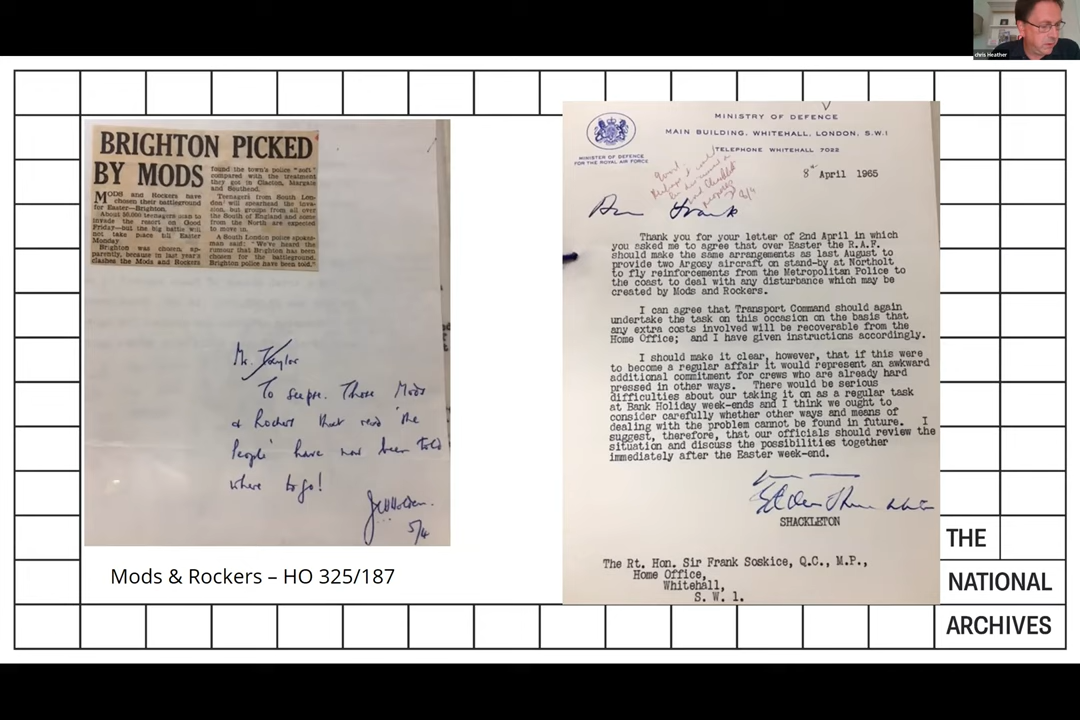 chris Heather
BRIGHTON PICKED
BY MODS
MODS and Rockers have
chosen their battleground
for Easter—Brighton.
About 30,000 teenagers plan to
invade the resort on Good
Friday—but the big battle will
not take place till Easter
Monday.
Brighton was chosen ap-
parently, because in last year's
clashes the Mods and Rockers
found the town's police "soft"
compared with the treatment
they got in Clacton, Margate
and Southend.
Teenagers from South Lon-
don will spearhead the inva-
sion, but groups from all over
the South of England and some
from the North are expected
to move in.
A South London police spokes-
man said: "We've heard the
rumour that Brighton has been
chosen for the battleground.
Brighton police have been told."
Mr. Taylor
To see pse. Those Mods
& Rockers that read 'the
People' have now been told
where to go!
5/4
Mods & Rockers – HO 325/187
MINISTRY OF DEFENCE
MAIN BUILDING, WHITEHALL, LONDON, S.W.1
TELEPHONE WHITEHALL 7022
MINISTER OF DEFENCE
FOR THE ROYAL AIR FORCE
8 April 1965
Dear Frank
Thank you for your letter of 2nd April in which
you asked me to agree that over Easter the R.A.F.
should make the same arrangements as last August to
provide two Argosy aircraft on stand-by at Northolt
to fly reinforcements from the Metropolitan Police to
the coast to deal with any disturbance which may be
created by Mods and Rockers.
I can agree that Transport Command should again
undertake the task on this occasion on the basis that
any extra costs involved will be recoverable from the
Home Office; and I have given instructions accordingly.
I should make it clear, however, that if this were
to become a regular affair it would represent an awkward
additional commitment for crews who are already hard
pressed in other ways. There would be serious
difficulties about our taking it on as a regular task
at Bank Holiday week-ends and I think we ought to
consider carefully whether other ways and means of
dealing with the problem cannot be found in future. I
suggest, therefore, that our officials should review the
situation and discuss the possibilities together
immediately after the Easter week-end.
SHACKLETON
The Rt. Hon. Sir Frank Soskice, Q.C., M.P.,
Home Office,
Whitehall,
S. W. 1.
THE
NATIONAL
ARCHIVES